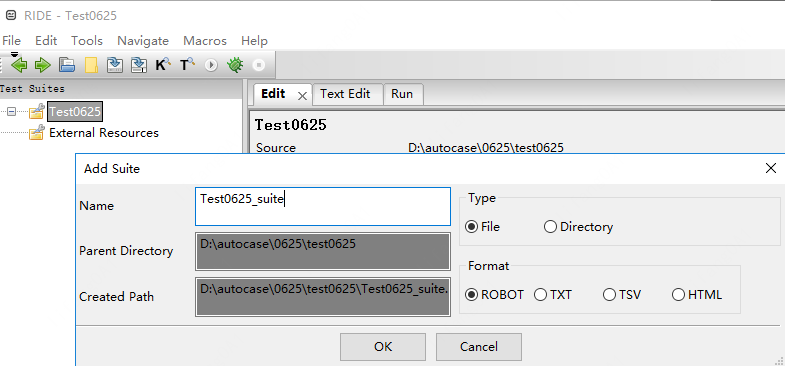 RIDE - Test0625
File Edit Tools Navigate Macros Help
K T
Test Suites
Edit Text Edit Run
Test0625
Test0625
External Resources
Source D:\autocase\0625\test0625
Add Suite
Name Test0625_suite
Type
File Directory
Parent Directory D:\autocase\0625\test0625
Format
Created Path D:\autocase\0625\test0625\Test0625_suite.
ROBOT TXT TSV HTML
OK Cancel